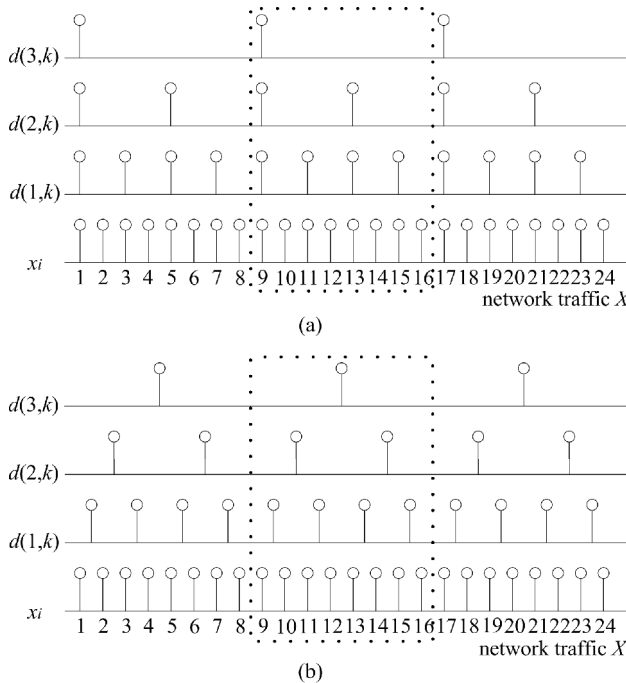 d(3,k)
d(2,k)
d(1,k)
xi
1 2 3 4 5 6 7 8 9 10 11 12 13 14 15 16 17 18 19 20 21 22 23 24
network traffic X
(a)
d(3,k)
d(2,k)
d(1,k)
xi
1 2 3 4 5 6 7 8 9 10 11 12 13 14 15 16 17 18 19 20 21 22 23 24
network traffic X
(b)